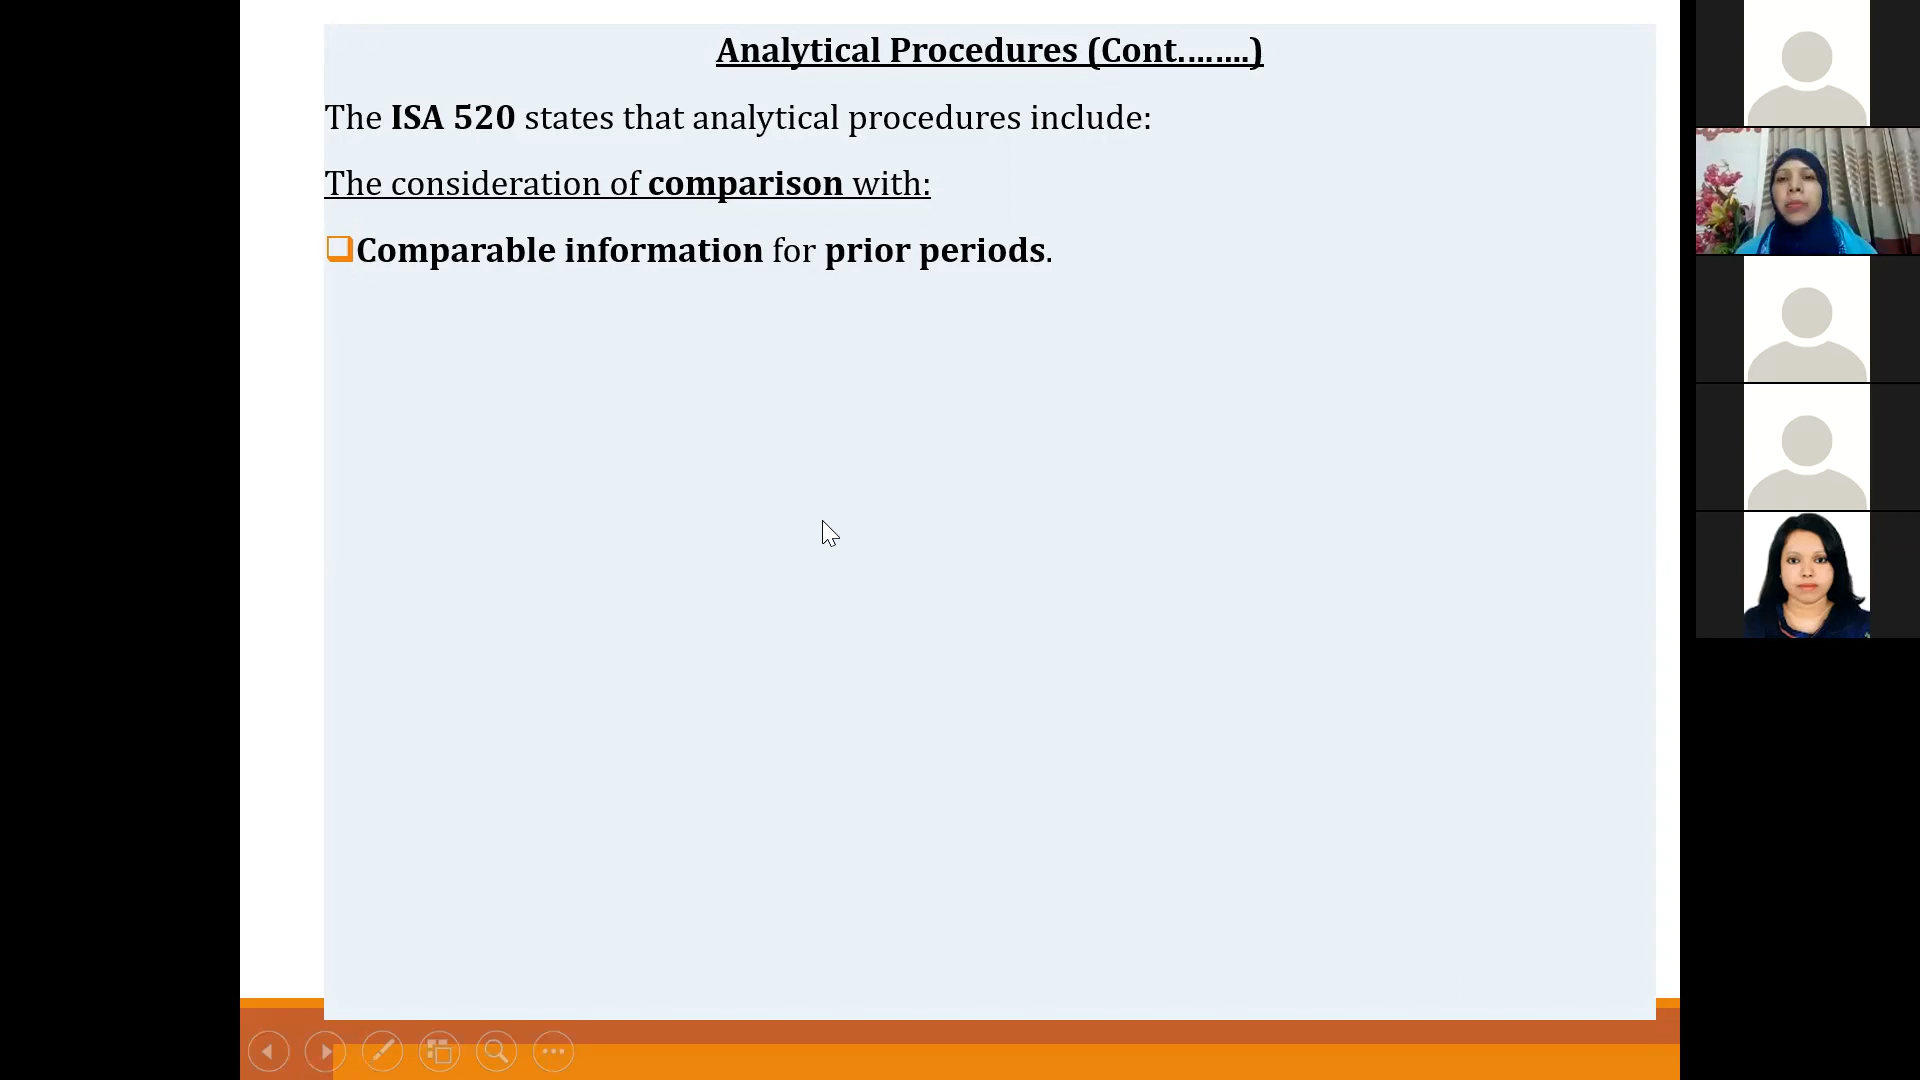 Analytical Procedures (Cont........)
The ISA 520 states that analytical procedures include:
The consideration of comparison with:
Comparable information for prior periods.